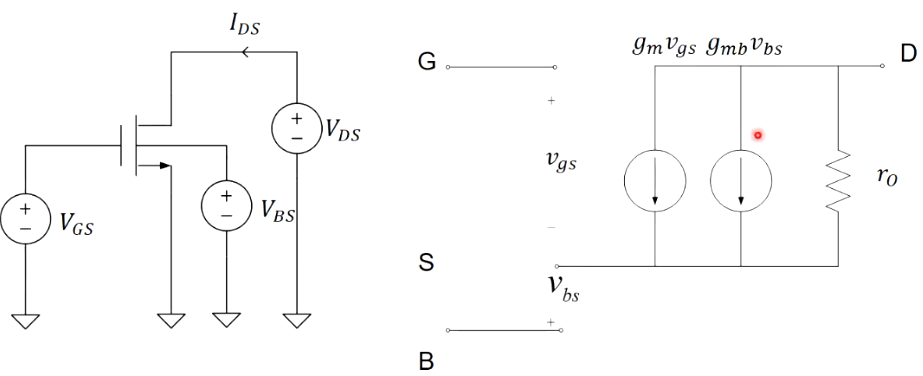 I_{DS}
+
−
V_{DS}
+
−
V_{GS}
+
−
V_{BS}
G
g_m v_{gs} g_{mb} v_{bs}
D
+
v_{gs}
−
r_O
S
v_{bs}
+
B